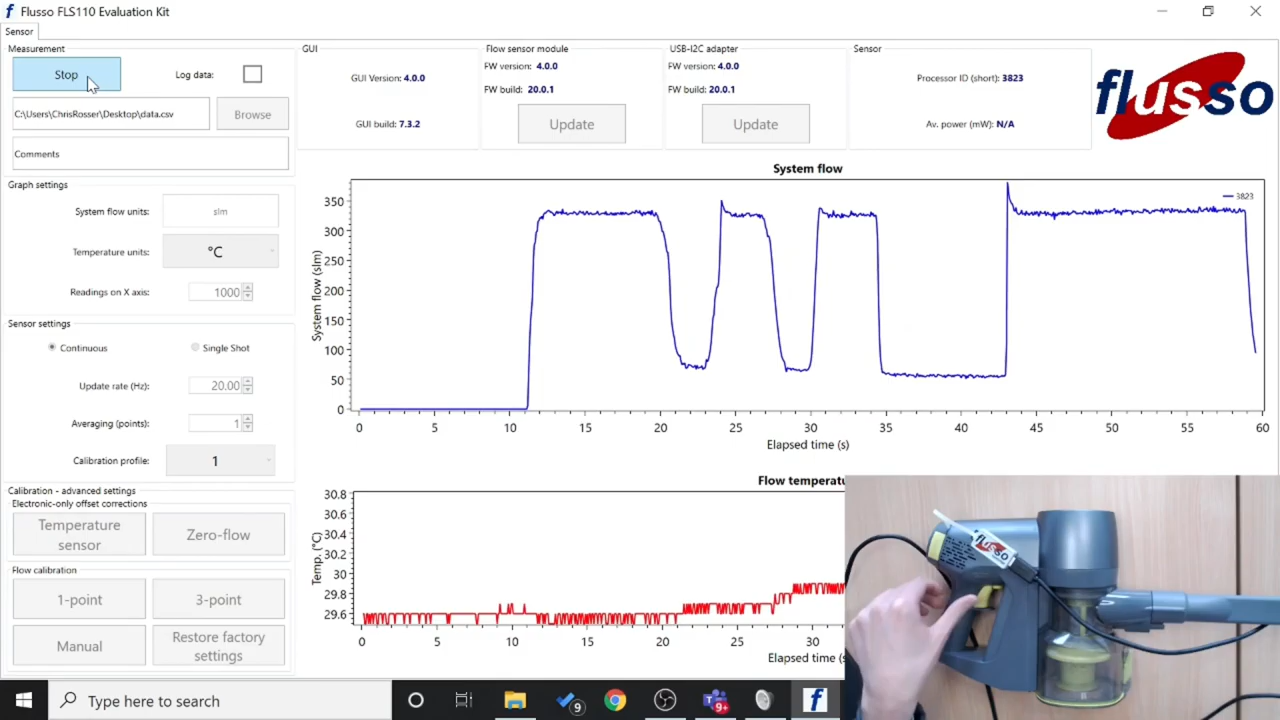 Flusso FLS110 Evaluation Kit
Sensor
Measurement
Stop
Log data:
C:\Users\ChrisRosser\Desktop\data.csv
Browse
Comments
GUI
GUI Version: 4.0.0
GUI build: 7.3.2
Flow sensor module
FW version: 4.0.0
FW build: 20.0.1
Update
USB-I2C adapter
FW version: 4.0.0
FW build: 20.0.1
Update
Sensor
Processor ID (short): 3823
Av. power (mW): N/A
flusso
Graph settings
System flow units: slm
Temperature units: °C
Readings on X axis: 1000
Sensor settings
Continuous
Single Shot
Update rate (Hz): 20.00
Averaging (points): 1
Calibration profile: 1
Calibration - advanced settings
Electronic-only offset corrections
Temperature sensor
Zero-flow
Flow calibration
1-point
3-point
Manual
Restore factory settings
System flow
3823
System flow (slm)
350
300
250
200
150
100
50
0
0 5 10 15 20 25 30 35 40 45 50 55 60
Elapsed time (s)
Flow temperatu
Temp. (°C)
30.8
30.6
30.4
30.2
30
29.8
29.6
0 5 10 15 20 25 30
Elapsed time (s
flusso
Type here to search
9
9+
f